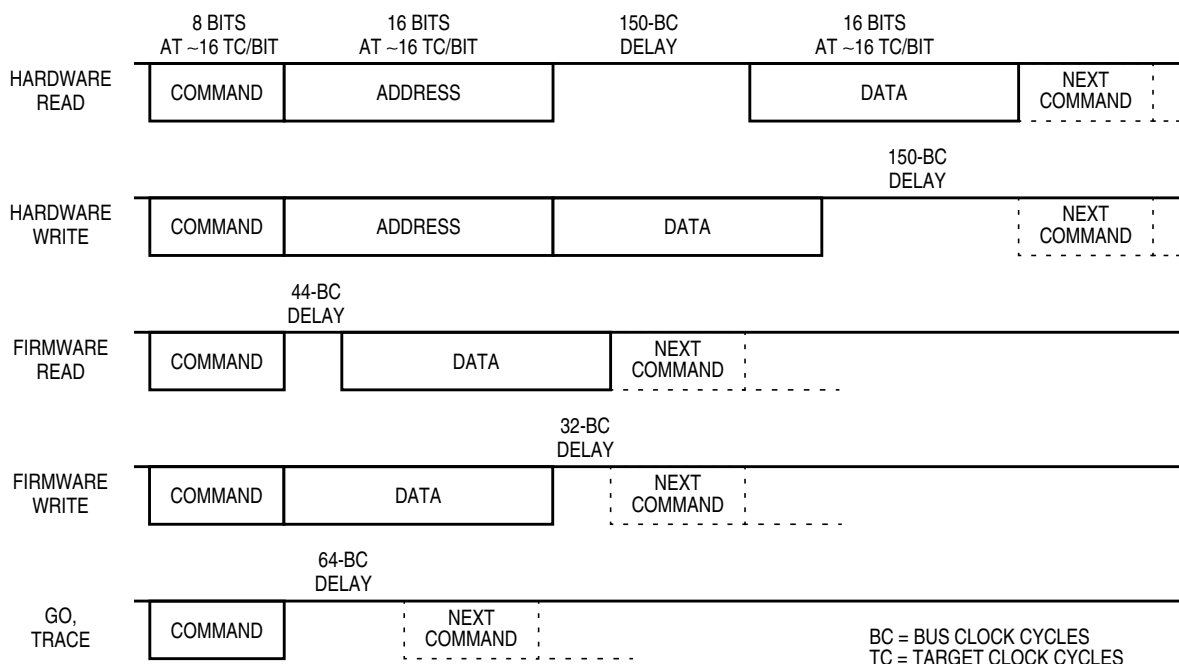 8 BITS
AT ~16 TC/BIT
16 BITS
AT ~16 TC/BIT
150-BC
DELAY
16 BITS
AT ~16 TC/BIT
HARDWARE
READ
COMMAND
ADDRESS
DATA
NEXT
COMMAND
150-BC
DELAY
HARDWARE
WRITE
COMMAND
ADDRESS
DATA
NEXT
COMMAND
44-BC
DELAY
FIRMWARE
READ
COMMAND
DATA
NEXT
COMMAND
32-BC
DELAY
FIRMWARE
WRITE
COMMAND
DATA
NEXT
COMMAND
64-BC
DELAY
GO,
TRACE
COMMAND
NEXT
COMMAND
BC = BUS CLOCK CYCLES
TC = TARGET CLOCK CYCLES